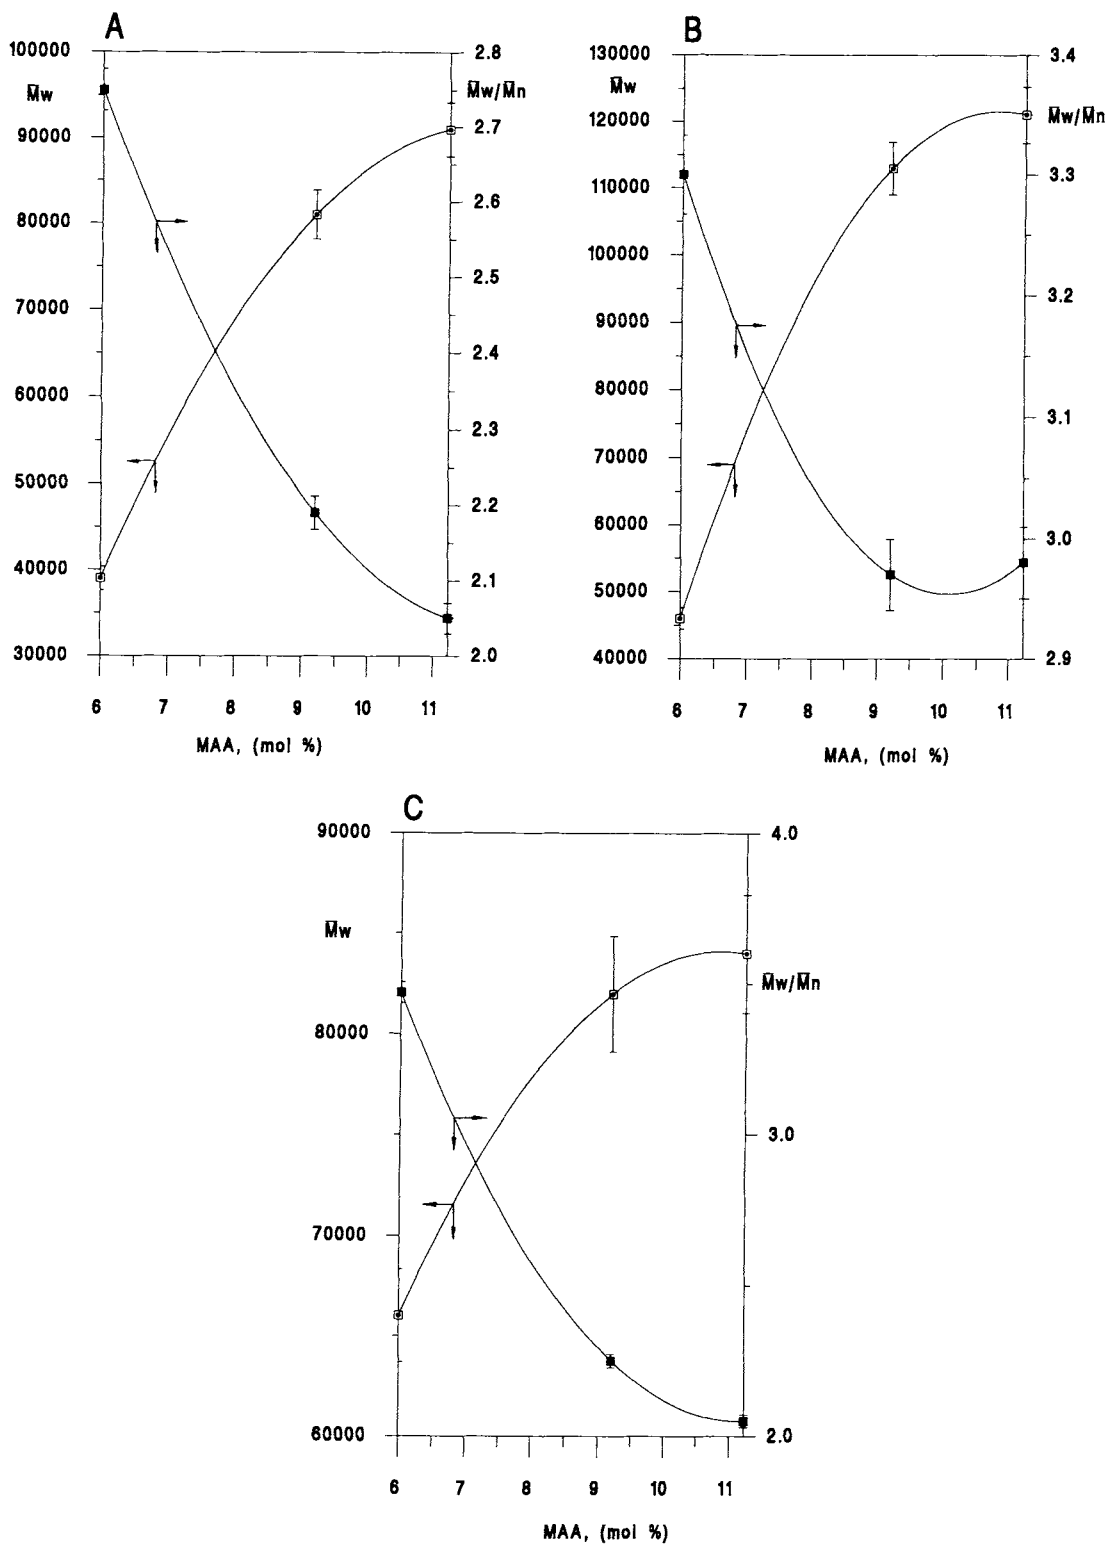 A
100000
M̄w
90000
80000
70000
60000
50000
40000
30000
2.8
M̄w/M̄n
2.7
2.6
2.5
2.4
2.3
2.2
2.1
2.0
6 7 8 9 10 11
MAA, (mol %)
B
130000
M̄w
120000
110000
100000
90000
80000
70000
60000
50000
40000
3.4
M̄w/M̄n
3.3
3.2
3.1
3.0
2.9
6 7 8 9 10 11
MAA, (mol %)
C
90000
M̄w
80000
70000
60000
4.0
M̄w/M̄n
3.0
2.0
6 7 8 9 10 11
MAA, (mol %)